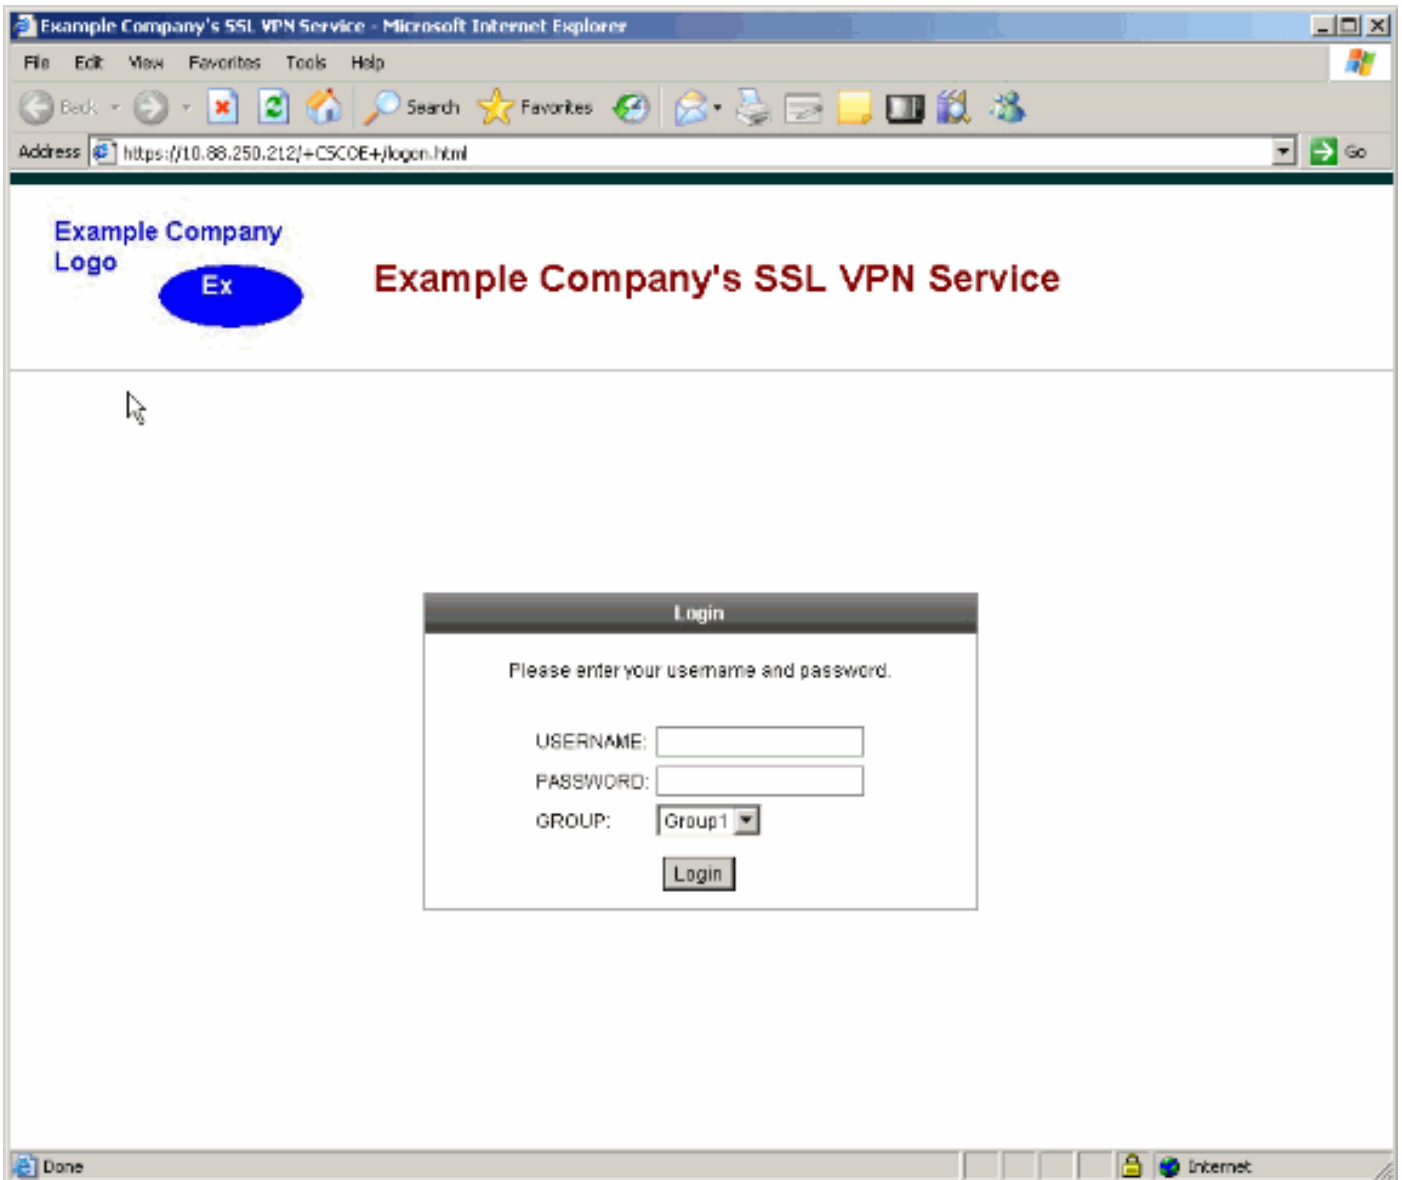 Example Company's SSL VPN Service - Microsoft Internet Explorer
File Edit View Favorites Tools Help
Back Search Favorites
Address https://10.88.250.212/+CSCOE+/logon.html Go
Example Company
Logo
Ex
Example Company's SSL VPN Service
Login
Please enter your username and password.
USERNAME:
PASSWORD:
GROUP: Group1
Login
Done Internet